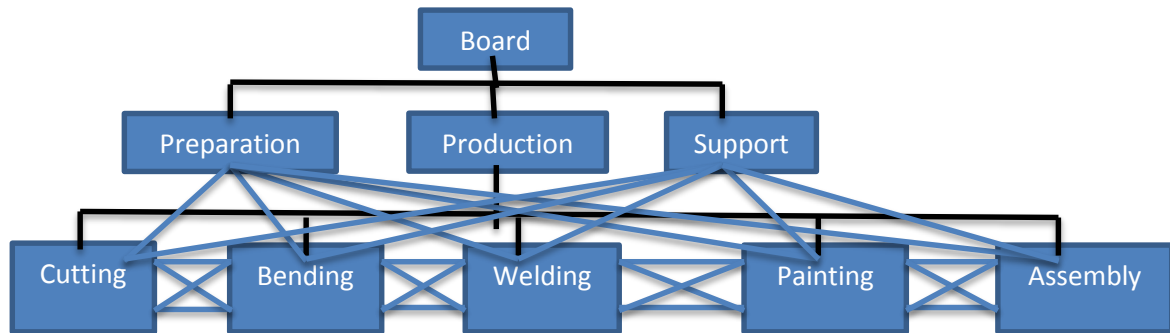 Board
Preparation
Production
Support
Cutting
Bending
Welding
Painting
Assembly